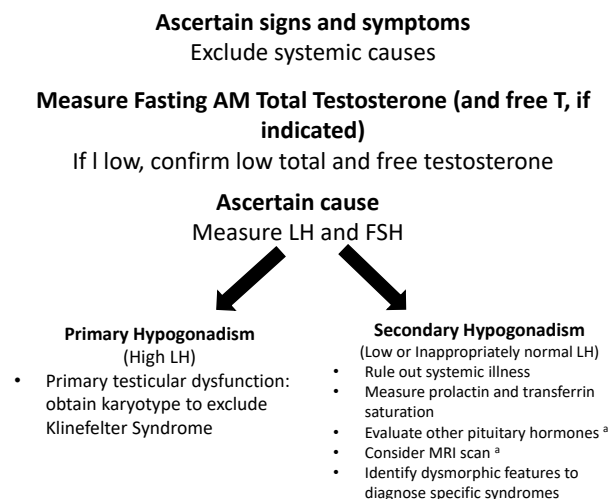 Ascertain signs and symptoms
Exclude systemic causes
Measure Fasting AM Total Testosterone (and free T, if
indicated)
If l low, confirm low total and free testosterone
Ascertain cause
Measure LH and FSH
Primary Hypogonadism
(High LH)
• Primary testicular dysfunction:
obtain karyotype to exclude
Klinefelter Syndrome
Secondary Hypogonadism
(Low or Inappropriately normal LH)
• Rule out systemic illness
• Measure prolactin and transferrin
saturation
• Evaluate other pituitary hormones a
• Consider MRI scan a
• Identify dysmorphic features to
diagnose specific syndromes